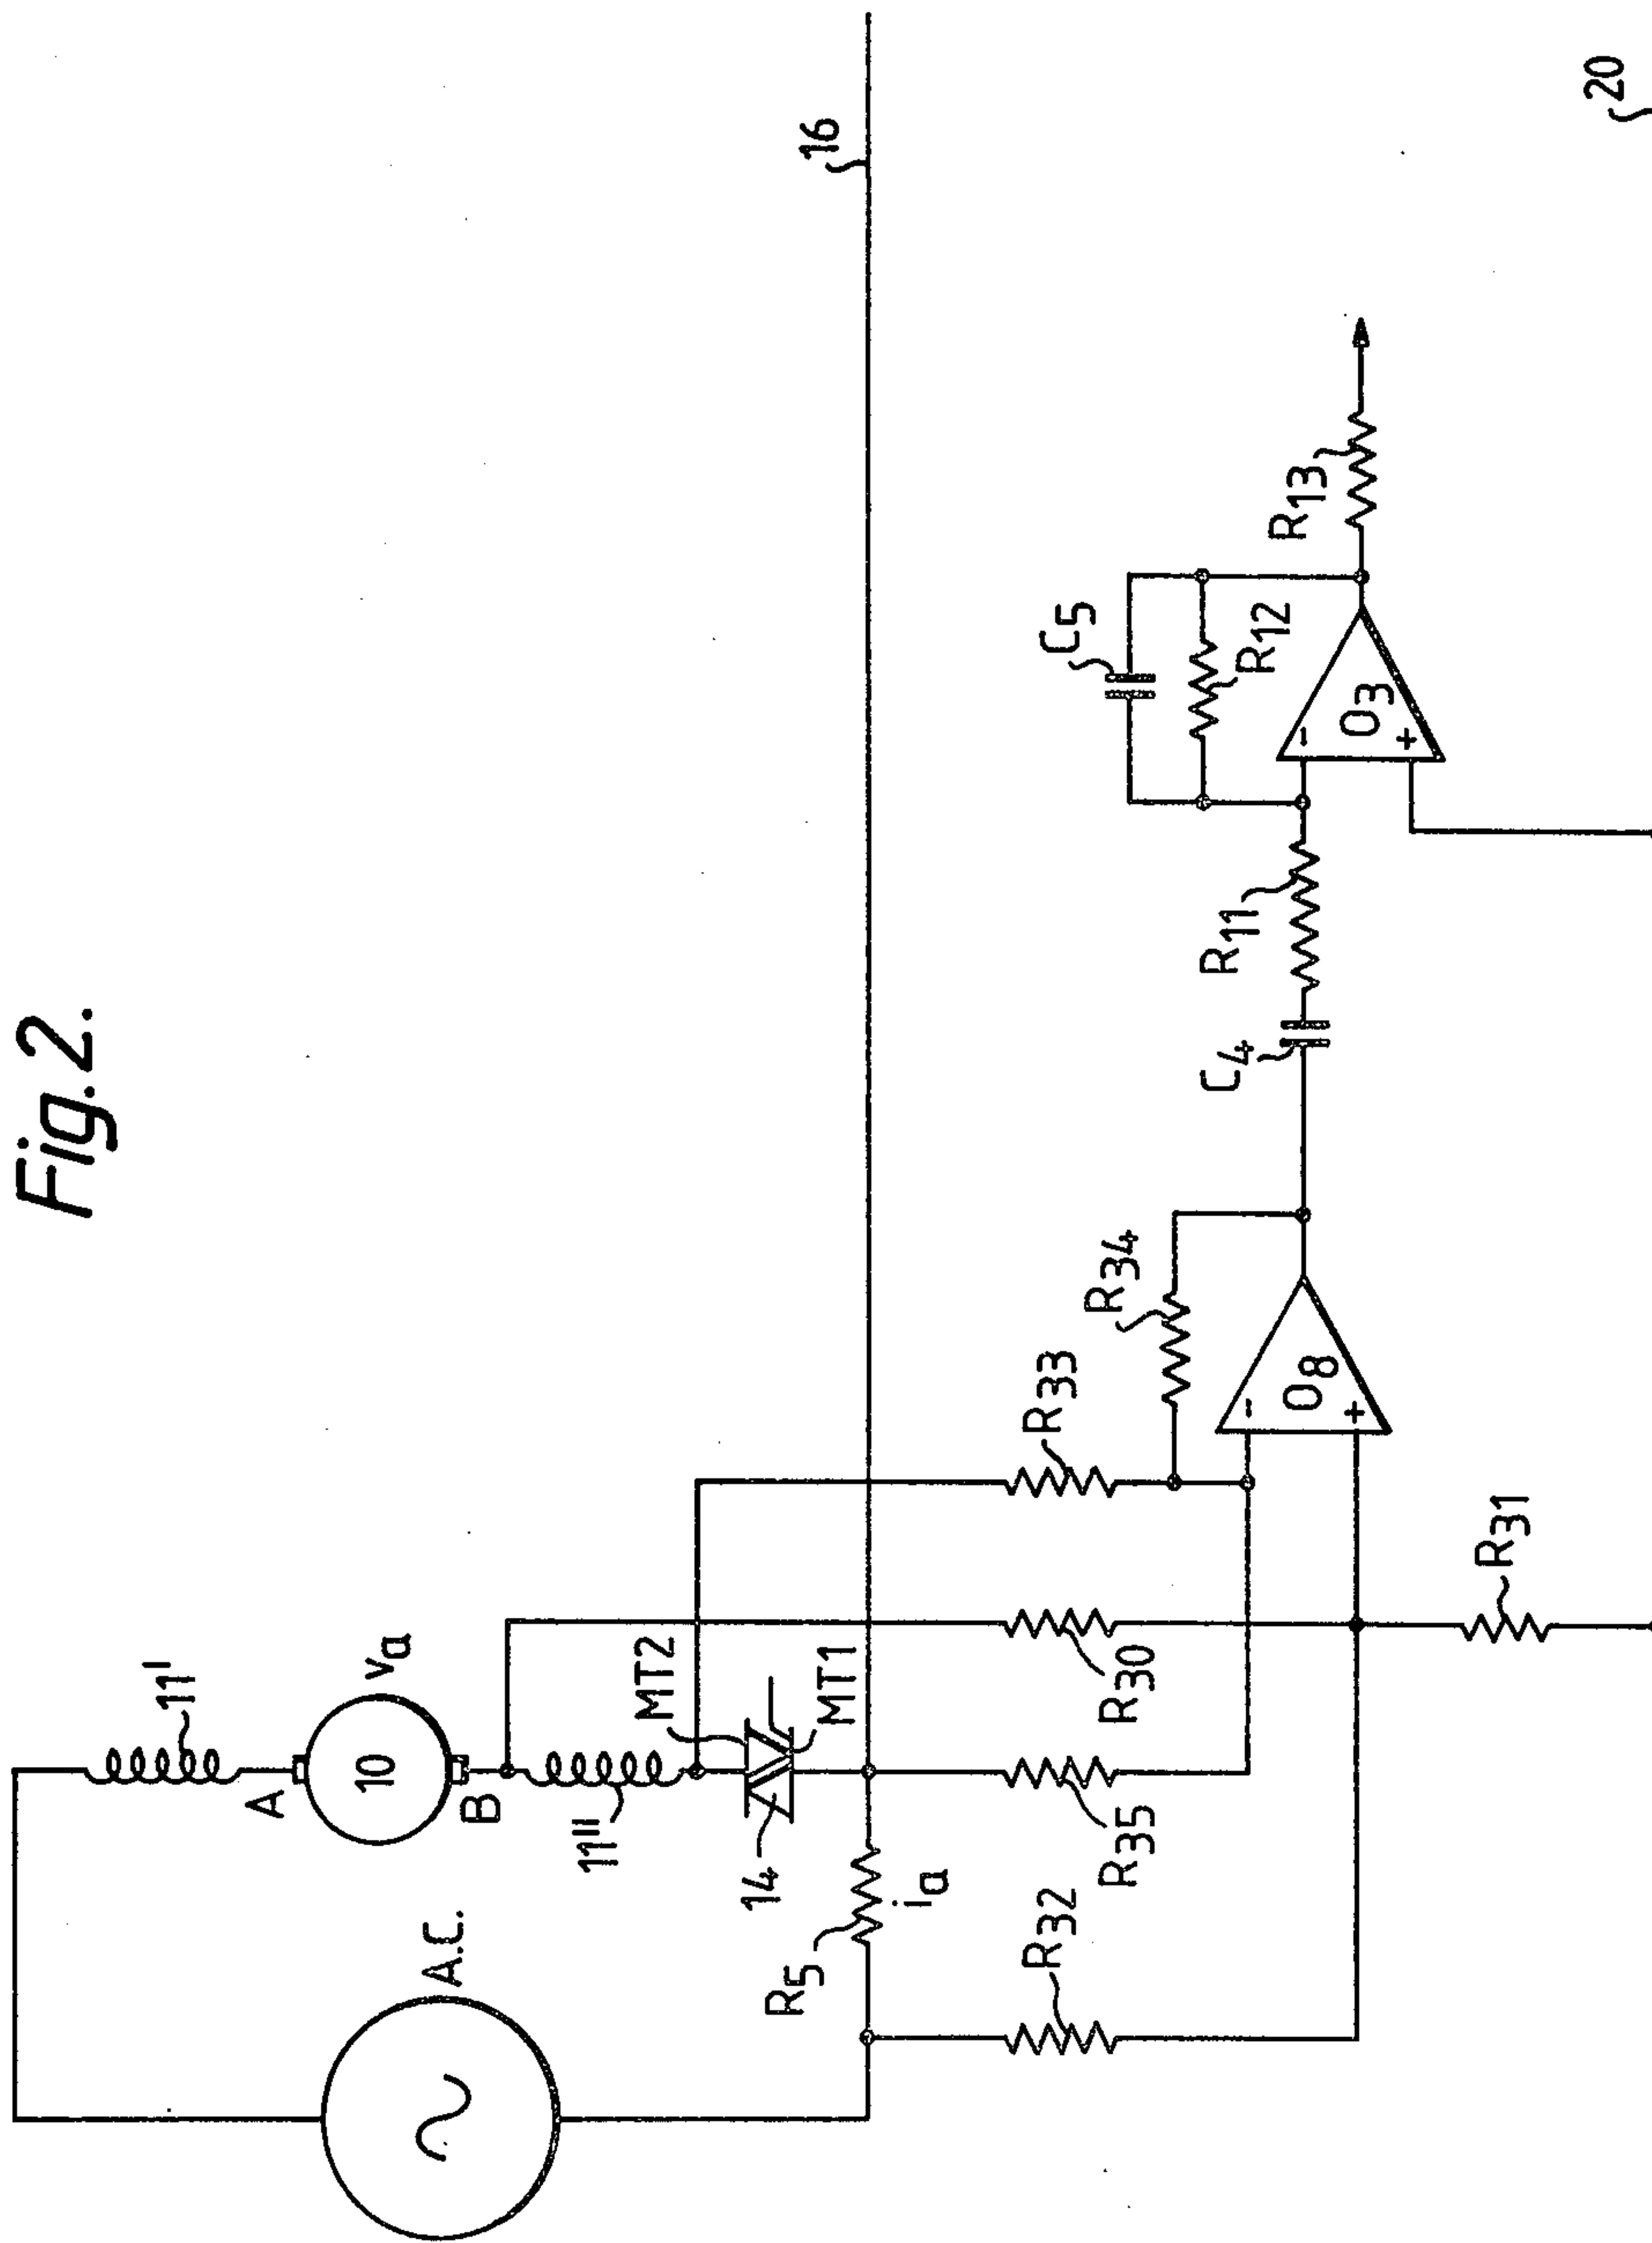 Fig.2.
11'
A
10
va
B
A.C.
11''
MT2
MT1
14
16
R5
ia
R32
R35
R30
R33
R34
O8
-
+
R31
C4
R11
C5
R12
O3
-
+
R13
20